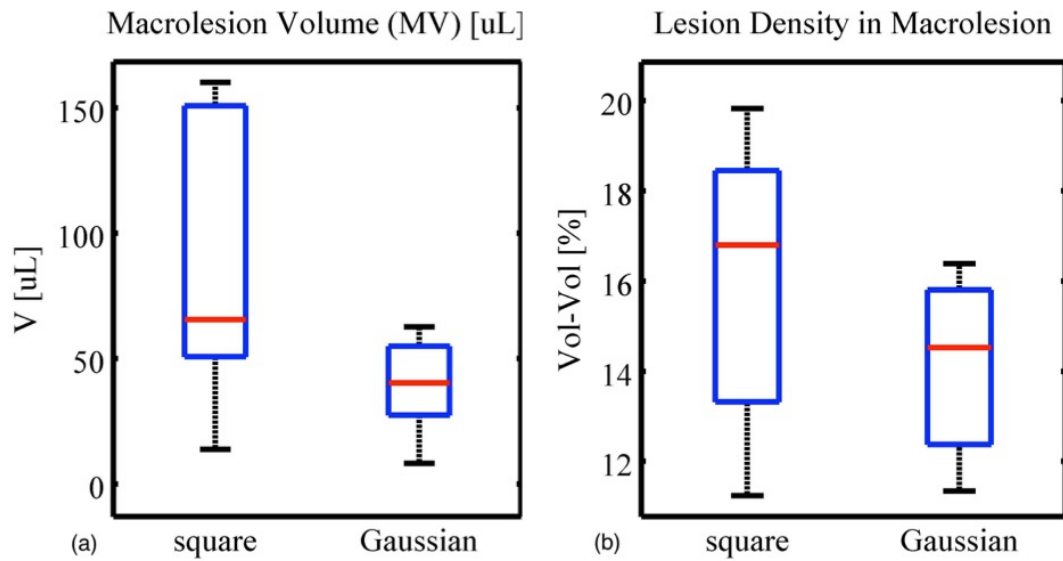 Macrolesion Volume (MV) [uL]
V [uL]
150
100
50
0
square Gaussian
(a)
Lesion Density in Macrolesion
Vol-Vol [%]
20
18
16
14
12
square Gaussian
(b)